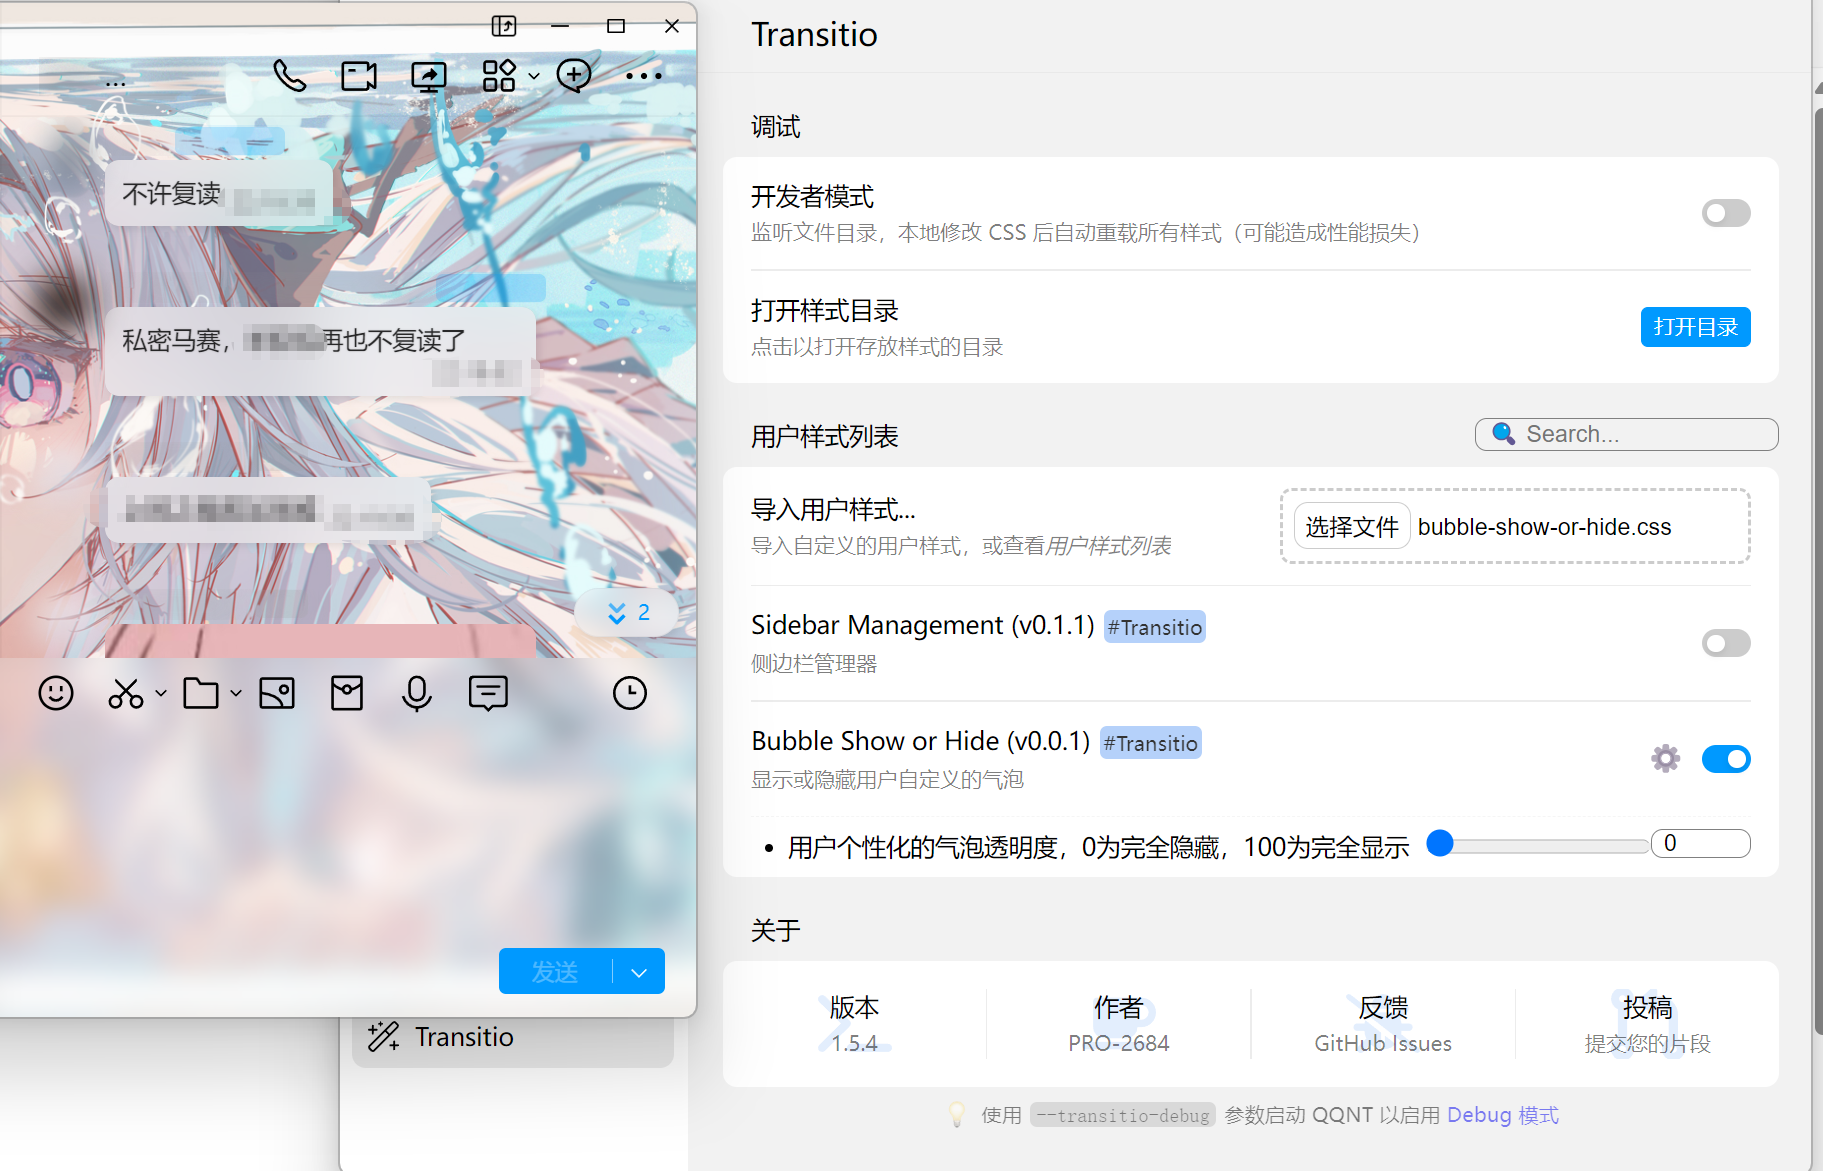 ...
不许复读
私密马赛，
再也不复读了
2
发送
Transitio
Transitio
调试
开发者模式
监听文件目录，本地修改 CSS 后自动重载所有样式（可能造成性能损失）
打开样式目录
点击以打开存放样式的目录
打开目录
用户样式列表
Search...
导入用户样式...
导入自定义的用户样式，或查看用户样式列表
选择文件 bubble-show-or-hide.css
Sidebar Management (v0.1.1) #Transitio
侧边栏管理器
Bubble Show or Hide (v0.0.1) #Transitio
显示或隐藏用户自定义的气泡
用户个性化的气泡透明度，0为完全隐藏，100为完全显示
0
关于
版本
1.5.4
作者
PRO-2684
反馈
GitHub Issues
投稿
提交您的片段
使用 --transitio-debug 参数启动 QQNT 以启用 Debug 模式